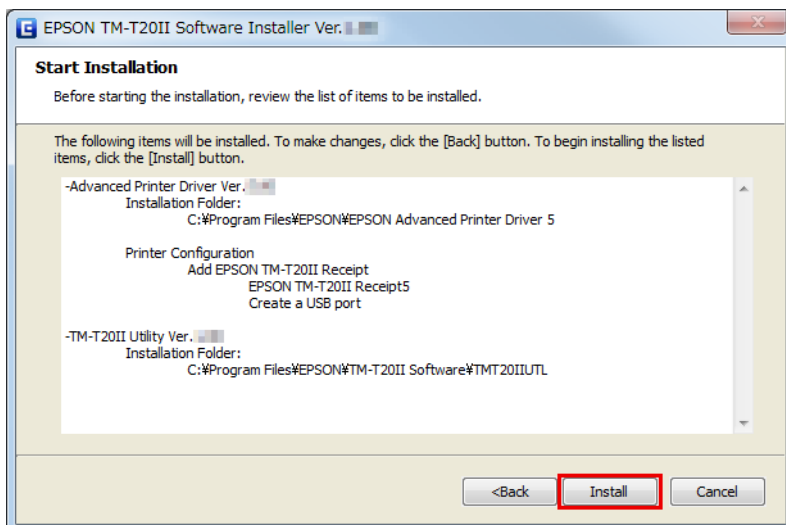 EPSON TM-T20II Software Installer Ver.
Start Installation
Before starting the installation, review the list of items to be installed.
The following items will be installed. To make changes, click the [Back] button. To begin installing the listed
items, click the [Install] button.
-Advanced Printer Driver Ver.
Installation Folder:
C:¥Program Files¥EPSON¥EPSON Advanced Printer Driver 5
Printer Configuration
Add EPSON TM-T20II Receipt
EPSON TM-T20II Receipt5
Create a USB port
-TM-T20II Utility Ver.
Installation Folder:
C:¥Program Files¥EPSON¥TM-T20II Software¥TMT20IIUTL
<Back Install Cancel